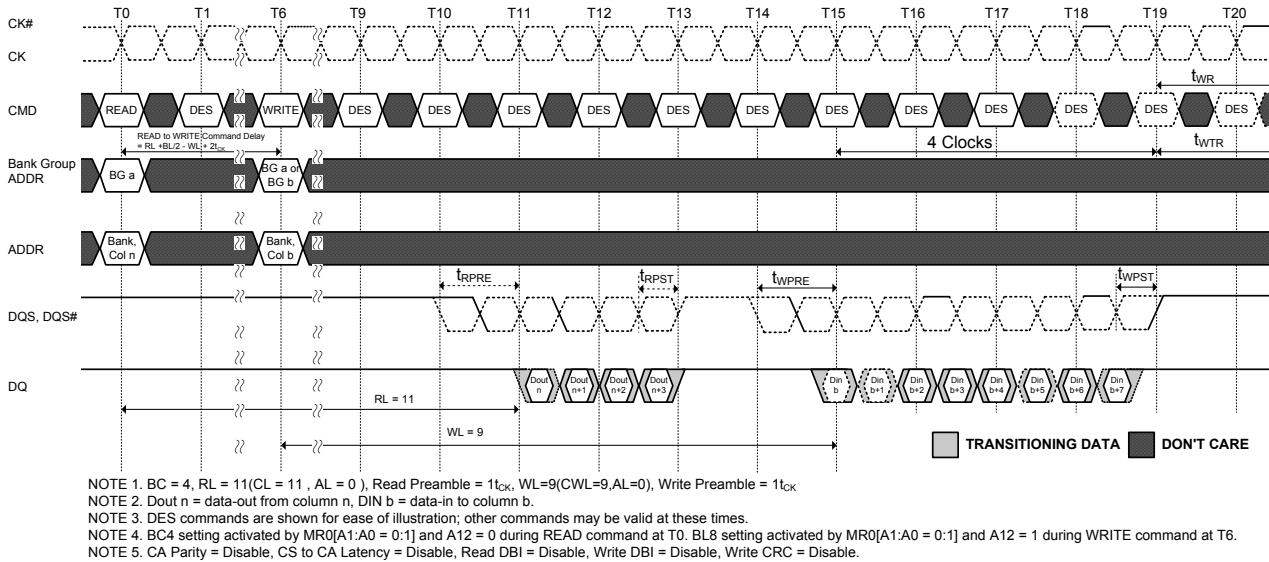 T0 T1 T6 T9 T10 T11 T12 T13 T14 T15 T16 T17 T18 T19 T20
CK#
CK
tWR
CMD READ DES WRITE DES DES DES DES DES DES DES DES DES DES DES DES
READ to WRITE Command Delay
= RL +BL/2 - WL + 2tCK
4 Clocks
tWTR
Bank Group
ADDR
BG a
BG a or
BG b
ADDR
Bank,
Col n
Bank,
Col b
tRPRE tRPST tWPRE tWPST
DQS, DQS#
DQ
Dout
n
Dout
n+1
Dout
n+2
Dout
n+3
Din
b
Din
b+1
Din
b+2
Din
b+3
Din
b+4
Din
b+5
Din
b+6
Din
b+7
RL = 11
WL = 9
TRANSITIONING DATA DON'T CARE
NOTE 1. BC = 4, RL = 11(CL = 11 , AL = 0 ), Read Preamble = 1tCK, WL=9(CWL=9,AL=0), Write Preamble = 1tCK
NOTE 2. Dout n = data-out from column n, DIN b = data-in to column b.
NOTE 3. DES commands are shown for ease of illustration; other commands may be valid at these times.
NOTE 4. BC4 setting activated by MR0[A1:A0 = 0:1] and A12 = 0 during READ command at T0. BL8 setting activated by MR0[A1:A0 = 0:1] and A12 = 1 during WRITE command at T6.
NOTE 5. CA Parity = Disable, CS to CA Latency = Disable, Read DBI = Disable, Write DBI = Disable, Write CRC = Disable.